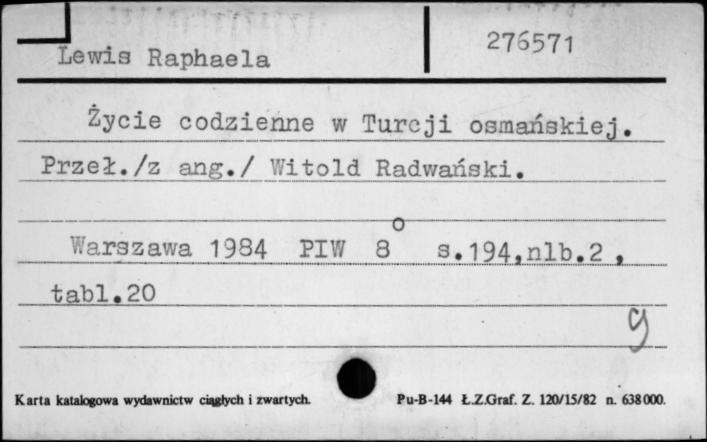 Lewis Raphaela
276571
Życie codzienne w Turcji osmańskiej.
Przeł./z ang./ Witold Radwański.
Warszawa 1984 PIW 8° s.194,nlb.2,
tabl.20
g
Karta katalogowa wydawnictw ciągłych i zwartych.
Pu-B-144 Ł.Z.Graf. Z. 120/15/82 n. 638000.